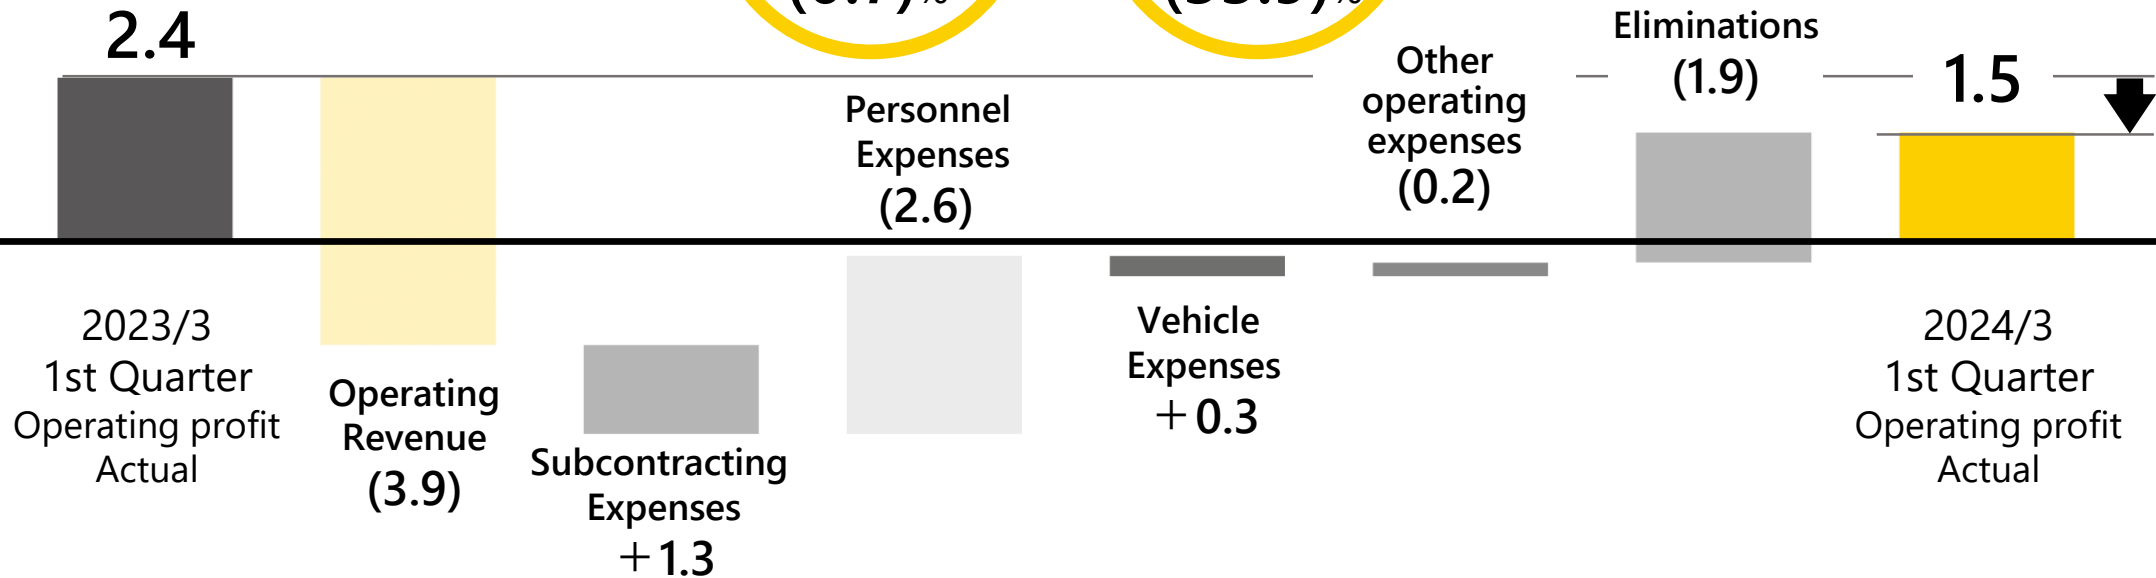 2.4
Operating
Revenue
(3.9)
Subcontracting
Expenses
+1.3
Personnel
Expenses
(2.6)
Vehicle
Expenses
+0.3
Other
operating
expenses
(0.2)
Eliminations
(1.9)
1.5
2023/3
1st Quarter
Operating profit
Actual
2024/3
1st Quarter
Operating profit
Actual